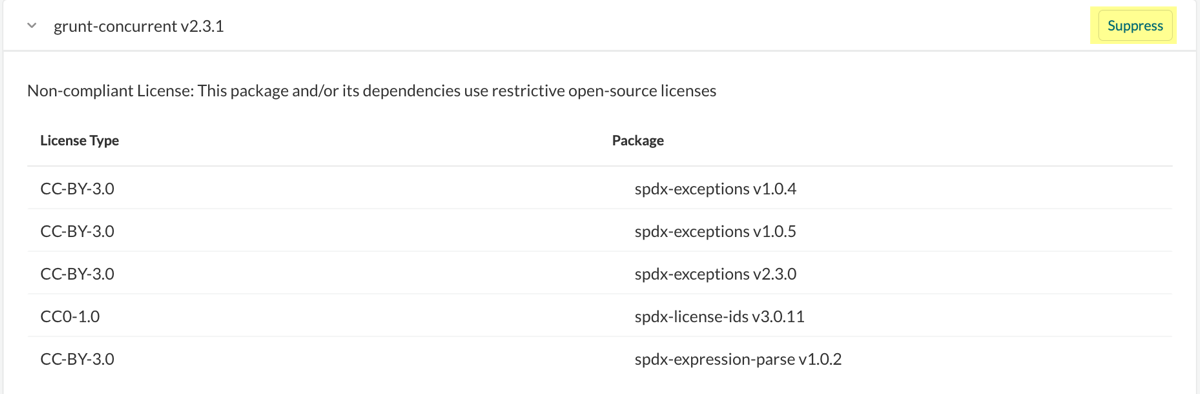 grunt-concurrent v2.3.1 Suppress
Non-compliant License: This package and/or its dependencies use restrictive open-source licenses
License Type Package
CC-BY-3.0 spdx-exceptions v1.0.4
CC-BY-3.0 spdx-exceptions v1.0.5
CC-BY-3.0 spdx-exceptions v2.3.0
CC0-1.0 spdx-license-ids v3.0.11
CC-BY-3.0 spdx-expression-parse v1.0.2